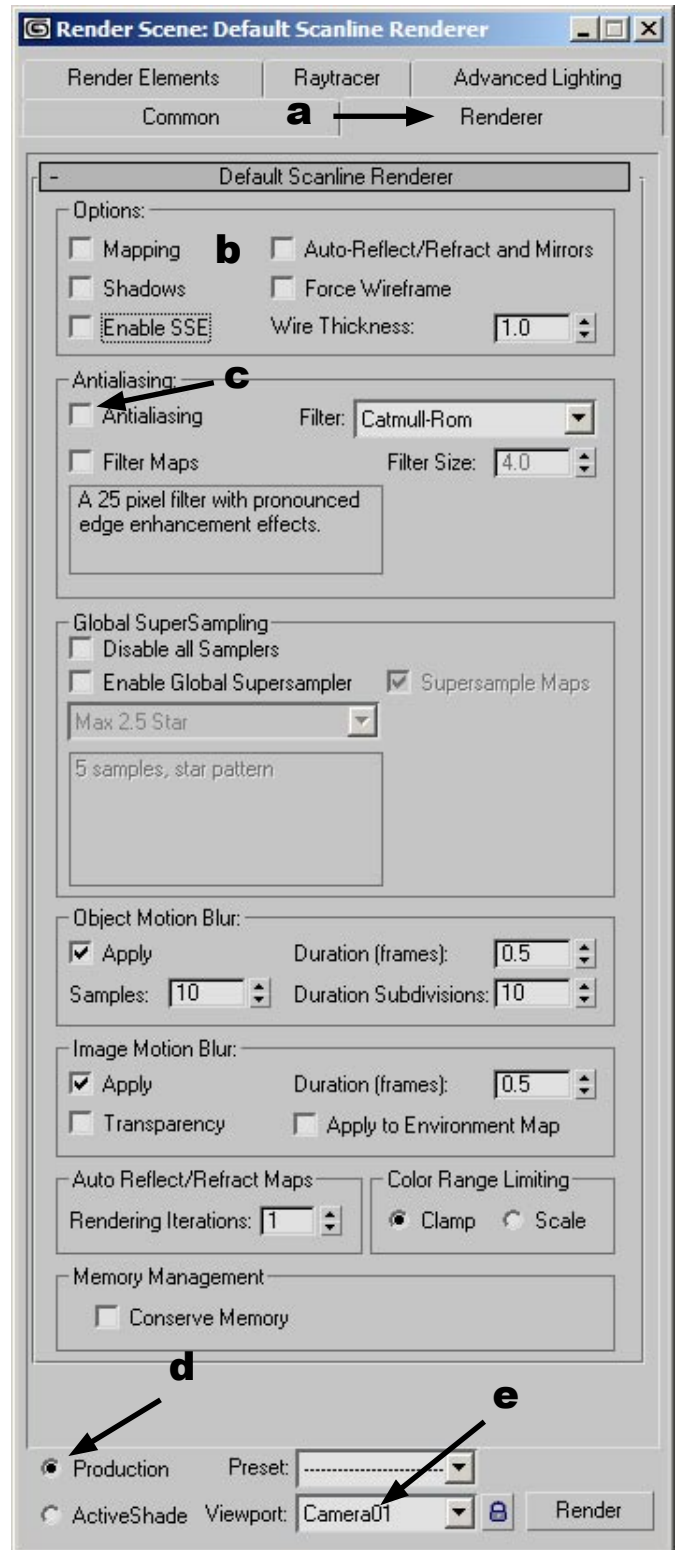 Render Scene: Default Scanline Renderer
Render Elements Raytracer Advanced Lighting
Common a Renderer
- Default Scanline Renderer
Options:
Mapping b Auto-Reflect/Refract and Mirrors
Shadows Force Wireframe
Enable SSE Wire Thickness: 1.0
Antialiasing: c
Antialiasing Filter: Catmull-Rom
Filter Maps Filter Size: 4.0
A 25 pixel filter with pronounced
edge enhancement effects.
Global SuperSampling
Disable all Samplers
Enable Global Supersampler Supersample Maps
Max 2.5 Star
5 samples, star pattern
Object Motion Blur:
Apply Duration (frames): 0.5
Samples: 10 Duration Subdivisions: 10
Image Motion Blur:
Apply Duration (frames): 0.5
Transparency Apply to Environment Map
Auto Reflect/Refract Maps Color Range Limiting
Rendering Iterations: 1 Clamp Scale
Memory Management
Conserve Memory
d
e
Production Preset: -----------------------
ActiveShade Viewport: Camera01 Render